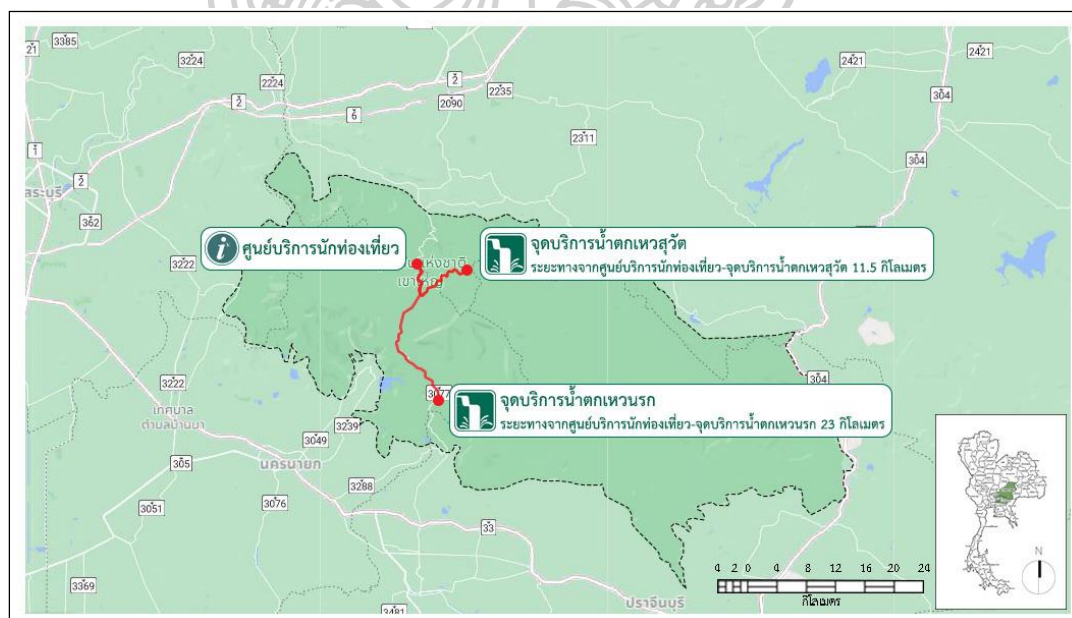 3385
21
3224
2224
2
2
2235
2090
6
2311
2421
2421
304
304
1
2
สระบุรี
362
3222
ศูนย์บริการนักท่องเที่ยว
จุดบริการน้ำตกเหวสุวัต
ระยะทางจากศูนย์บริการนักท่องเที่ยว-จุดบริการน้ำตกเหวสุวัต 11.5 กิโลเมตร
เขาใหญ่
3222
เทศบาล
ตำบลบ้านนา
3077
จุดบริการน้ำตกเหวนรก
ระยะทางจากศูนย์บริการนักท่องเที่ยว-จุดบริการน้ำตกเหวนรก 23 กิโลเมตร
304
3239
3049
305
นครนายก
3288
3051
3076
33
3369
3481
ปราจีนบุรี
4 2 0 4 8 12 16 20 24
กิโลเมตร
N